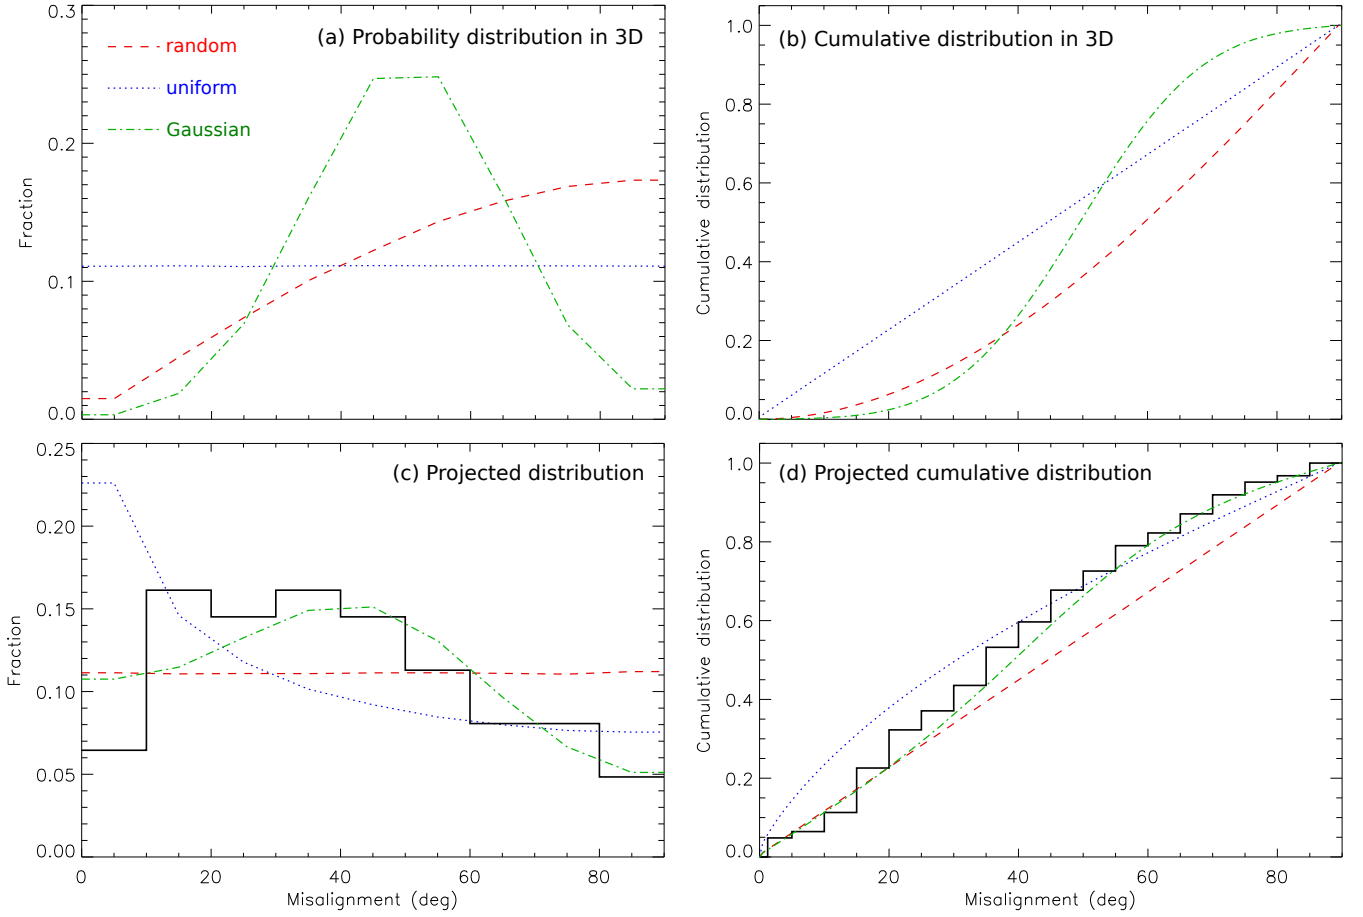 (a) Probability distribution in 3D
random
uniform
Gaussian
0.3
0.2
0.1
0.0
Fraction
(b) Cumulative distribution in 3D
1.0
0.8
0.6
0.4
0.2
0.0
Cumulative distribution
(c) Projected distribution
0.25
0.20
0.15
0.10
0.05
0.00
Fraction
0 20 40 60 80
Misalignment (deg)
(d) Projected cumulative distribution
1.0
0.8
0.6
0.4
0.2
0.0
Cumulative distribution
0 20 40 60 80
Misalignment (deg)